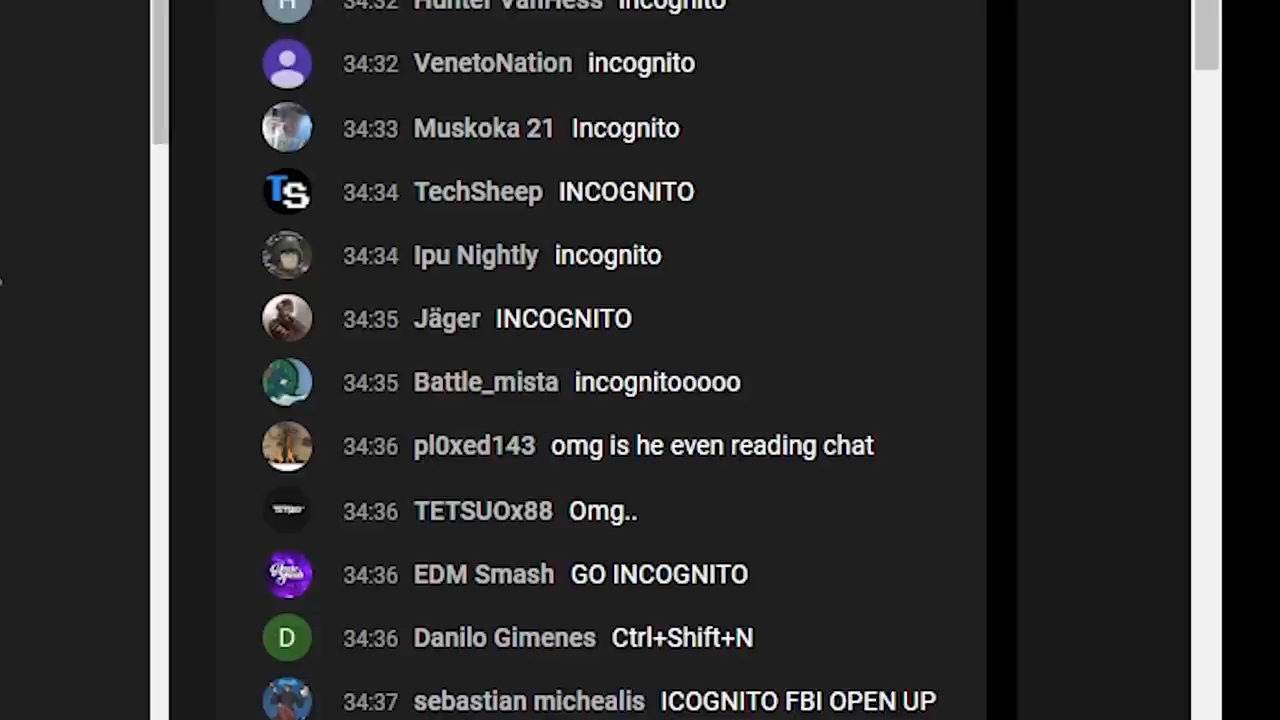 34:32 Hunter VanHess incognito
34:32 VenetoNation incognito
34:33 Muskoka 21 Incognito
TS 34:34 TechSheep INCOGNITO
34:34 Ipu Nightly incognito
34:35 Jäger INCOGNITO
34:35 Battle_mista incognitooooo
34:36 pl0xed143 omg is he even reading chat
34:36 TETSUOx88 Omg..
34:36 EDM Smash GO INCOGNITO
D 34:36 Danilo Gimenes Ctrl+Shift+N
34:37 sebastian michealis ICOGNITO FBI OPEN UP